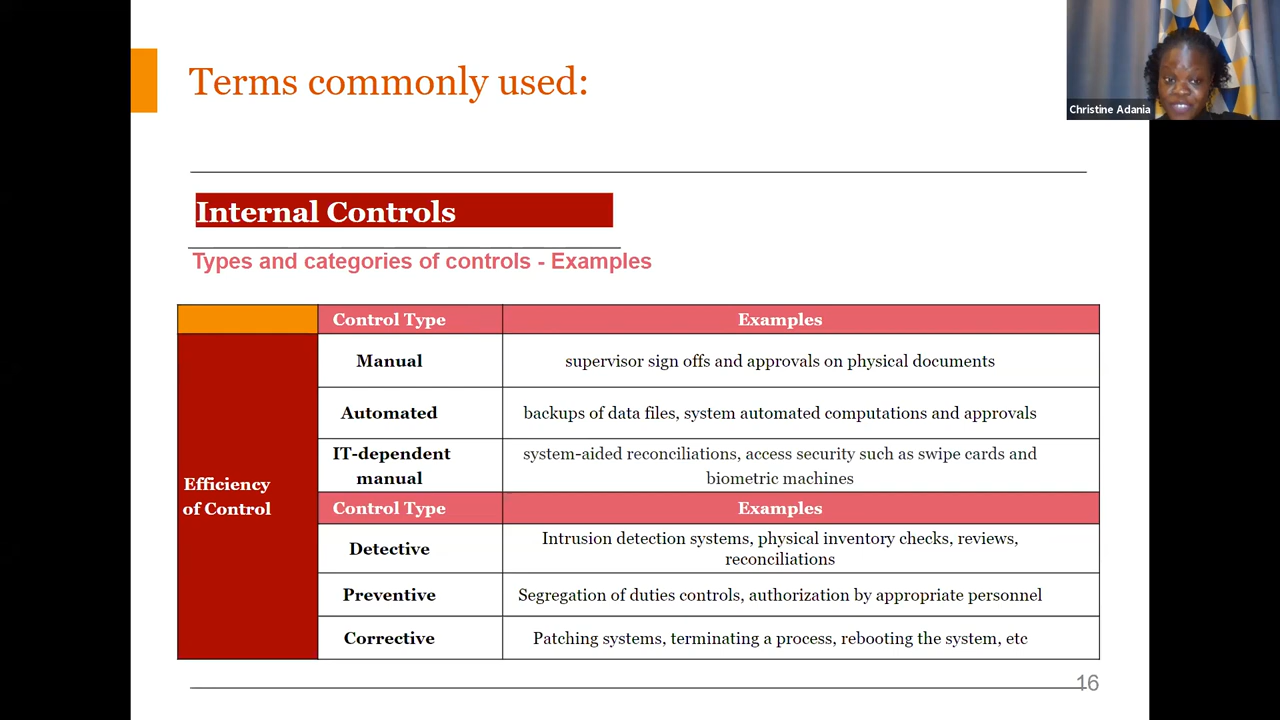 Terms commonly used:
Christine Adania
Internal Controls
Types and categories of controls - Examples
Control Type
Examples
Manual
supervisor sign offs and approvals on physical documents
Automated
backups of data files, system automated computations and approvals
IT-dependent
manual
system-aided reconciliations, access security such as swipe cards and
biometric machines
Efficiency
of Control
Control Type
Examples
Detective
Intrusion detection systems, physical inventory checks, reviews,
reconciliations
Preventive
Segregation of duties controls, authorization by appropriate personnel
Corrective
Patching systems, terminating a process, rebooting the system, etc
16